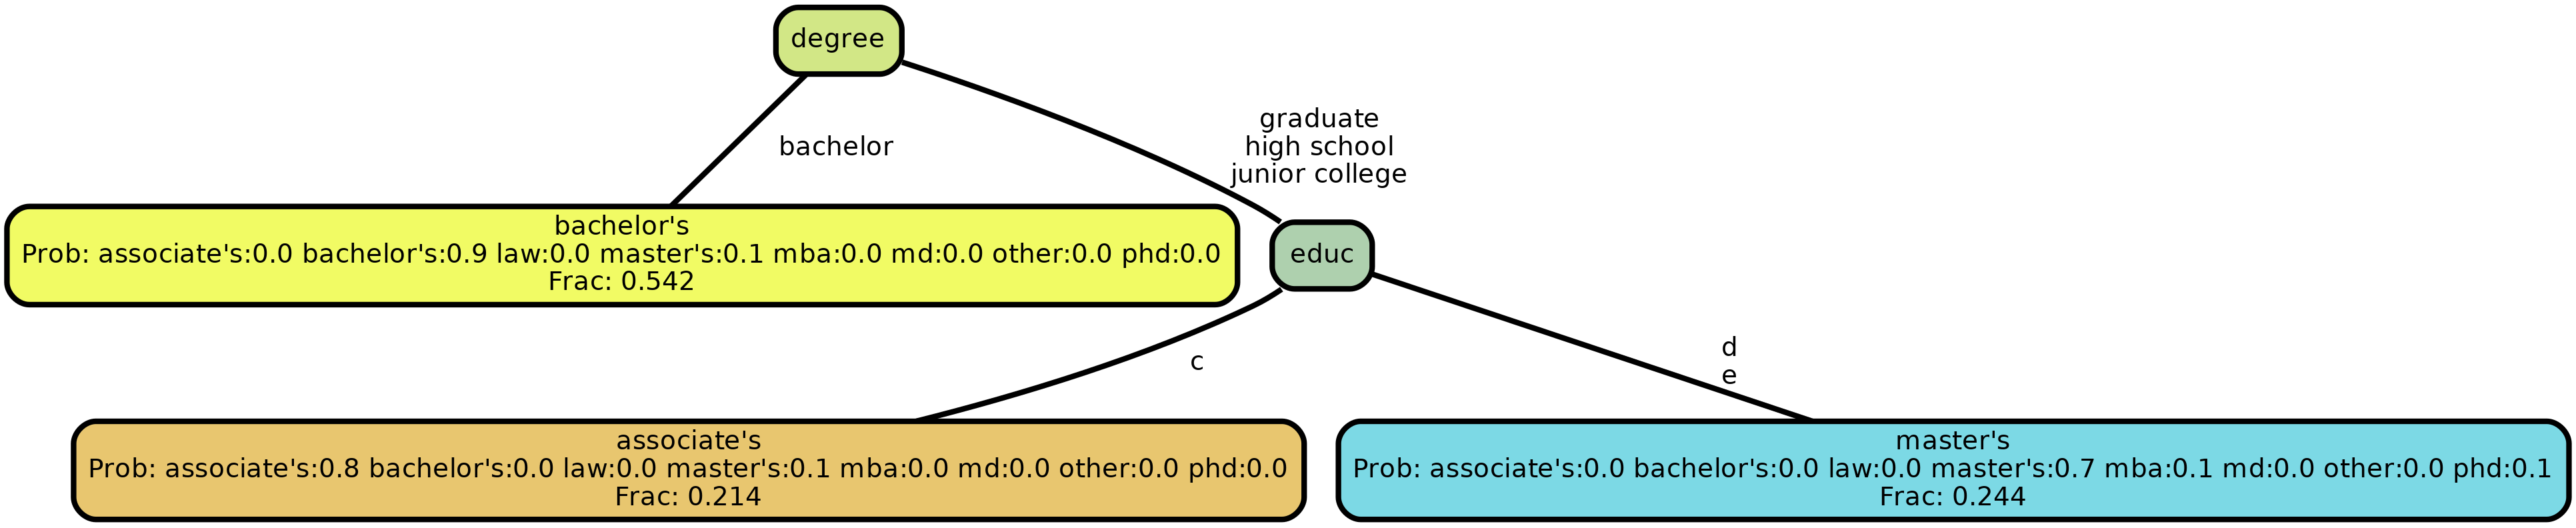 degree
bachelor
graduate
high school
junior college
bachelor's
Prob: associate's:0.0 bachelor's:0.9 law:0.0 master's:0.1 mba:0.0 md:0.0 other:0.0 phd:0.0
Frac: 0.542
educ
c
d
e
associate's
Prob: associate's:0.8 bachelor's:0.0 law:0.0 master's:0.1 mba:0.0 md:0.0 other:0.0 phd:0.0
Frac: 0.214
master's
Prob: associate's:0.0 bachelor's:0.0 law:0.0 master's:0.7 mba:0.1 md:0.0 other:0.0 phd:0.1
Frac: 0.244